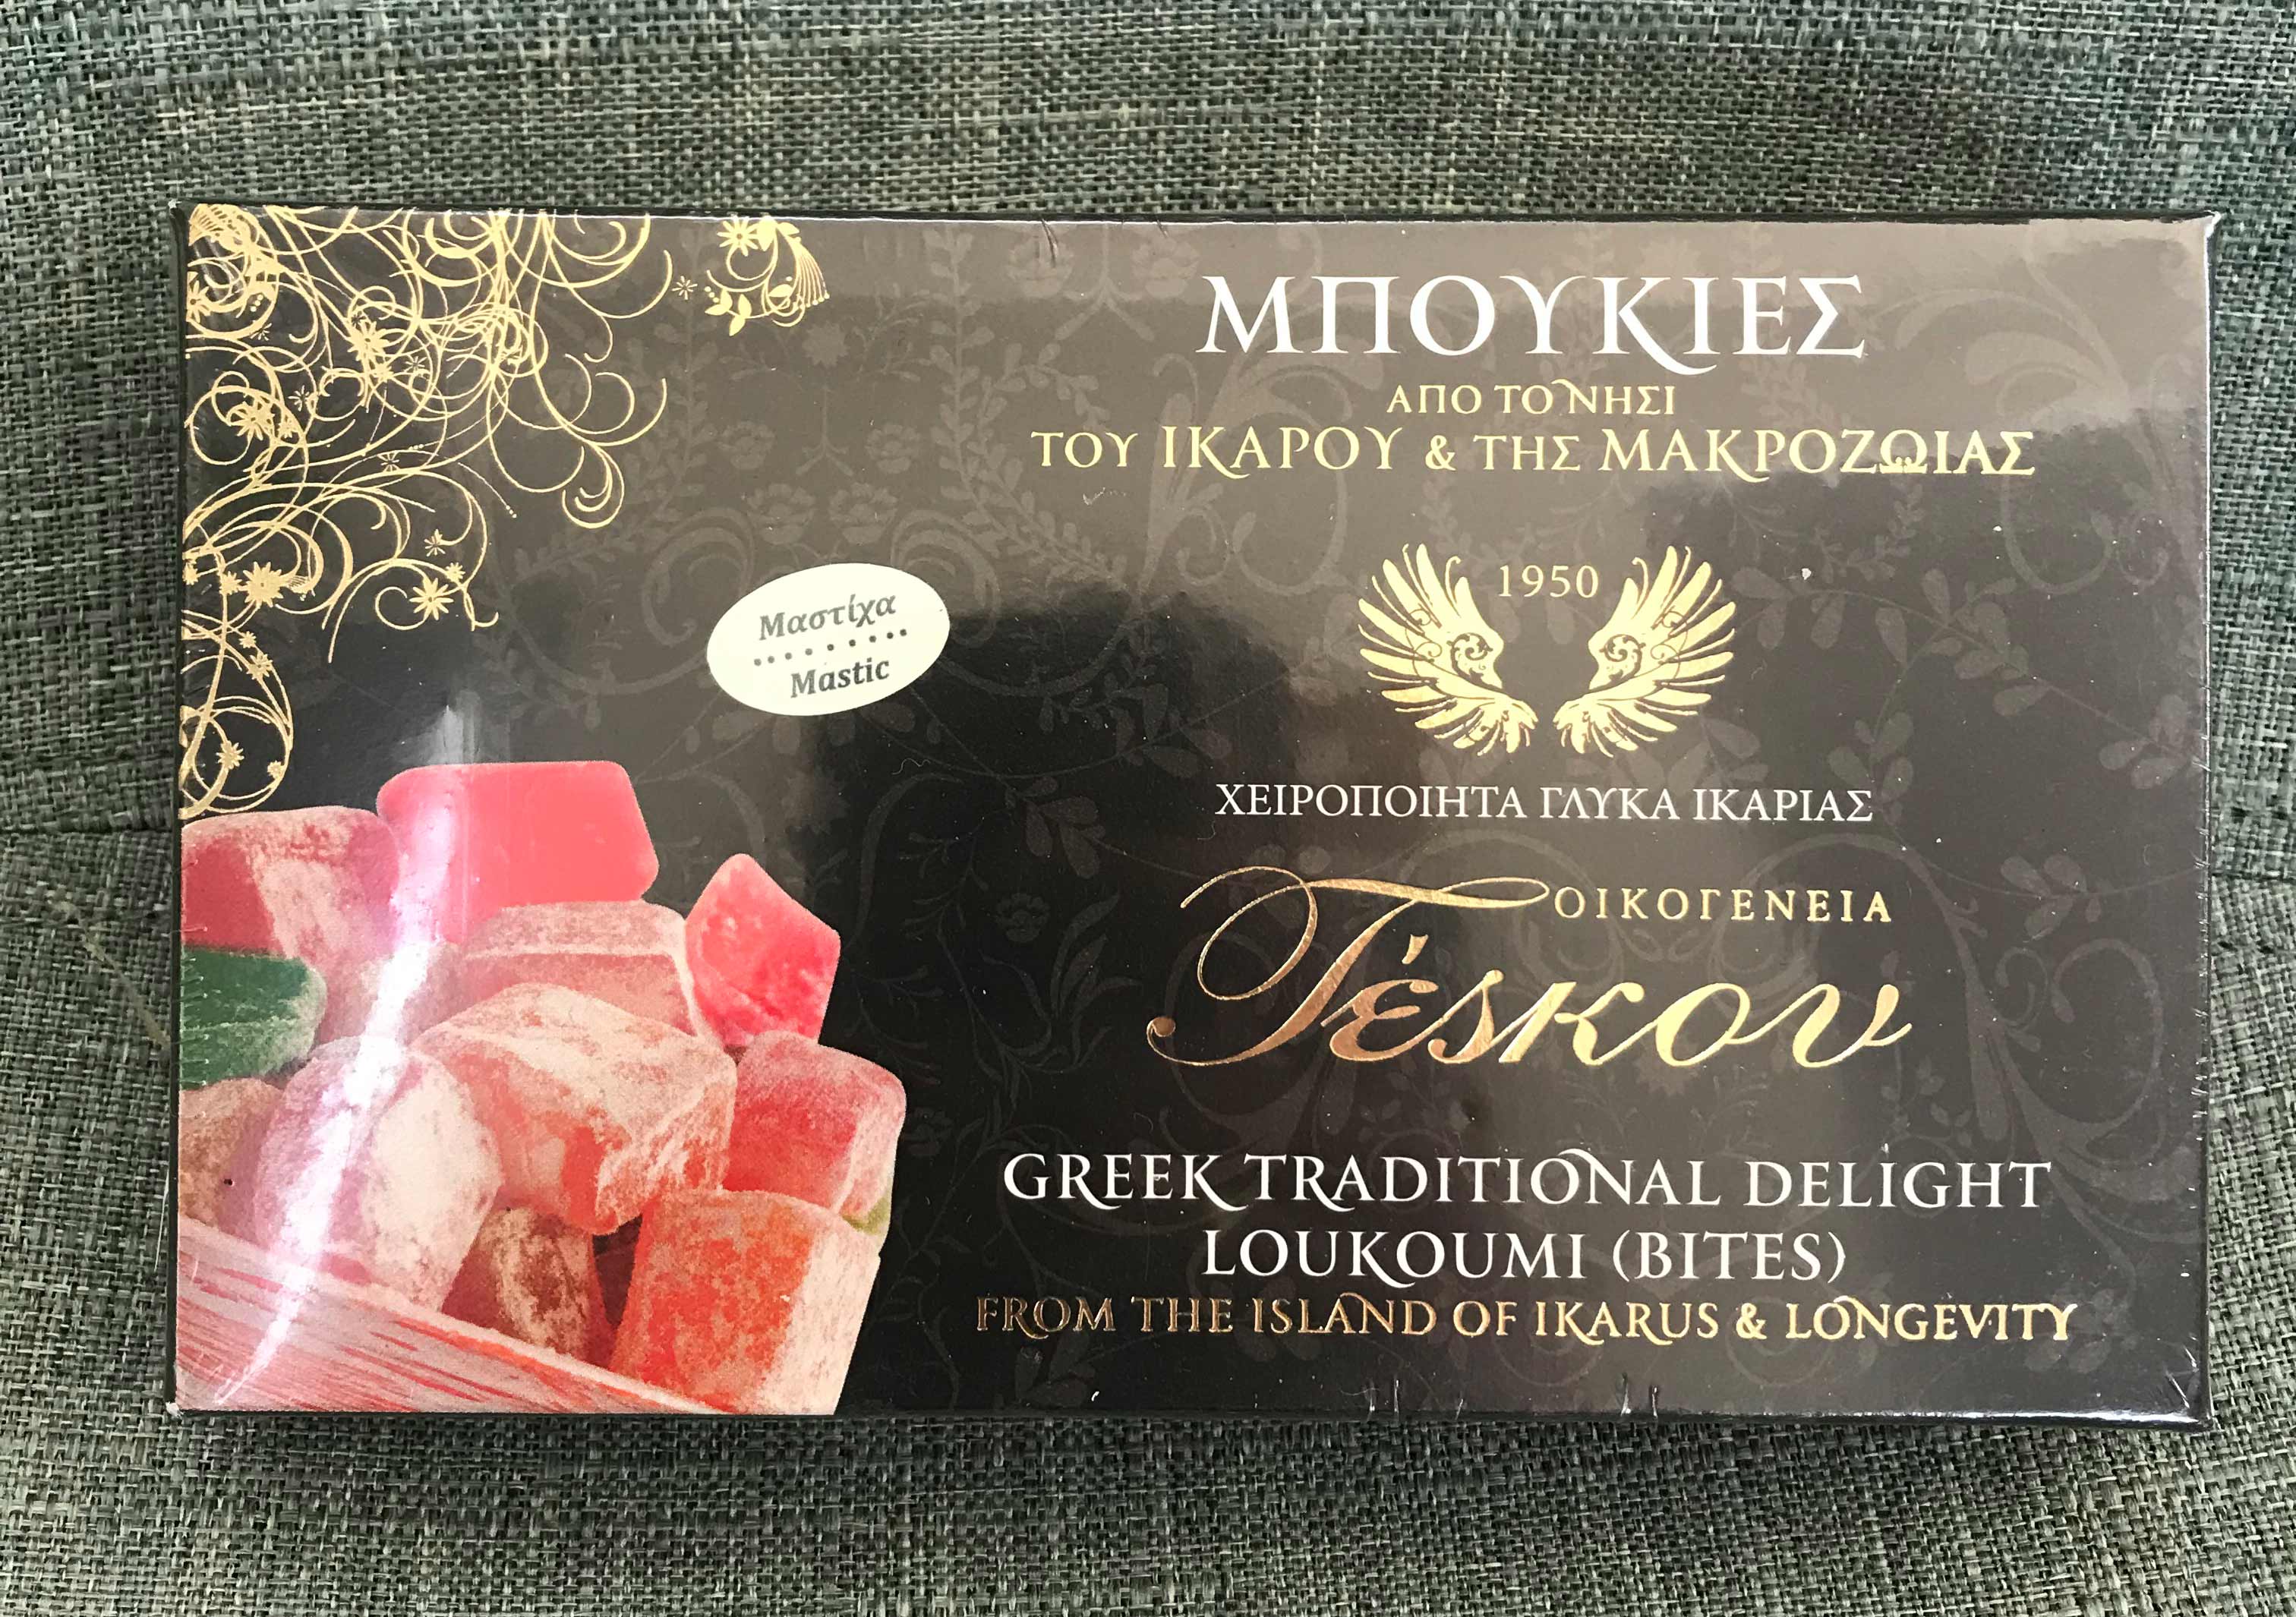 ΜΠΟΥΚΙΕΣ
ΑΠΟ ΤΟ ΝΗΣΙ
ΤΟΥ ΙΚΑΡΟΥ & ΤΗΣ ΜΑΚΡΟΖΩΙΑΣ
1950
Μαστίχα
Mastic
ΧΕΙΡΟΠΟΙΗΤΑ ΓΛΥΚΑ ΙΚΑΡΙΑΣ
ΟΙΚΟΓΕΝΕΙΑ
Τέσκου
GREEK TRADITIONAL DELIGHT
LOUKOUMI (BITES)
FROM THE ISLAND OF IKARUS & LONGEVITY